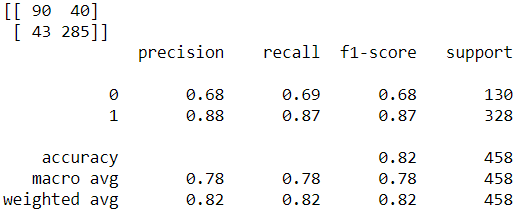 [[ 90 40]
[ 43 285]]
precision recall f1-score support
0 0.68 0.69 0.68 130
1 0.88 0.87 0.87 328
accuracy 0.82 458
macro avg 0.78 0.78 0.78 458
weighted avg 0.82 0.82 0.82 458